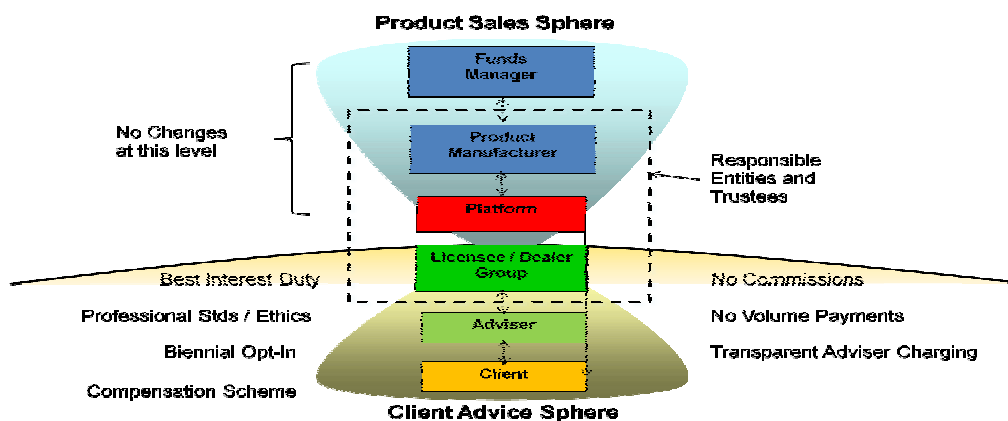 Product Sales Sphere
Funds
Manager
No Changes
at this level
Product
Manufacturer
Responsible
Entities and
Trustees
Platform
Licensee / Dealer
Group
Best Interest Duty
No Commissions
Professional Stds / Ethics
Adviser
No Volume Payments
Biennial Opt-In
Transparent Adviser Charging
Client
Compensation Scheme
Client Advice Sphere